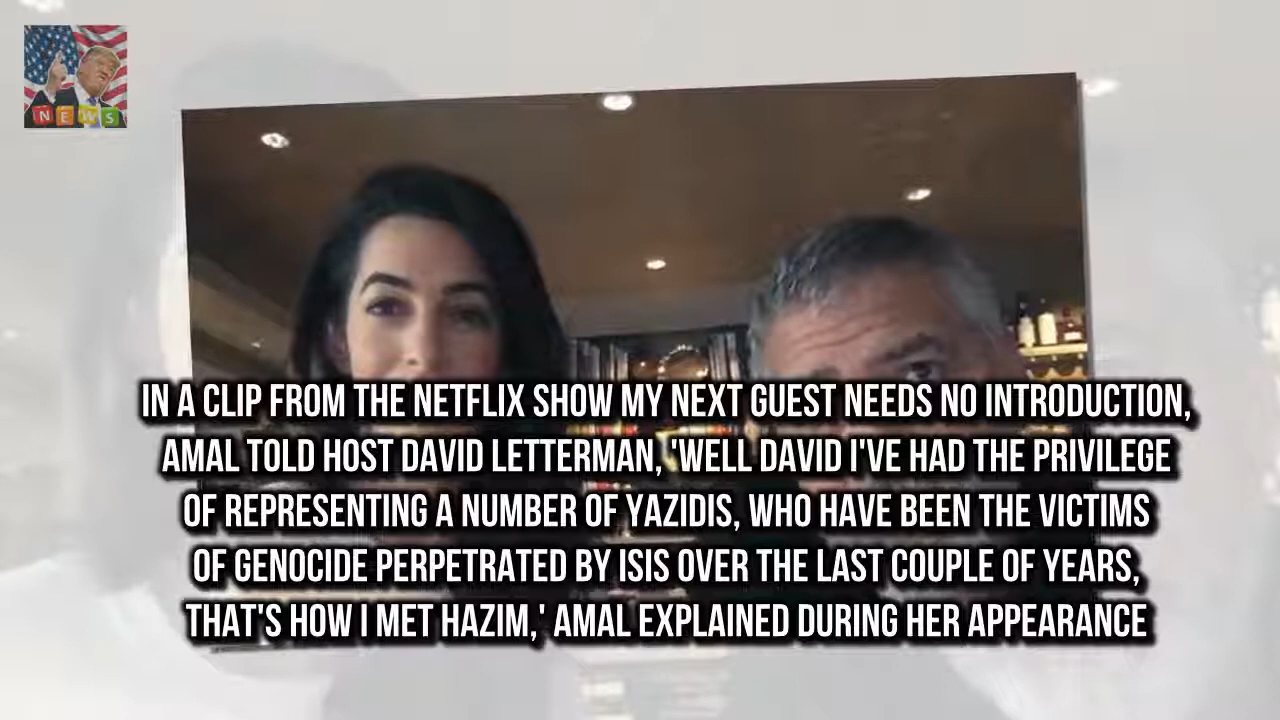 NEWS
IN A CLIP FROM THE NETFLIX SHOW MY NEXT GUEST NEEDS NO INTRODUCTION,
AMAL TOLD HOST DAVID LETTERMAN, 'WELL DAVID I'VE HAD THE PRIVILEGE
OF REPRESENTING A NUMBER OF YAZIDIS, WHO HAVE BEEN THE VICTIMS
OF GENOCIDE PERPETRATED BY ISIS OVER THE LAST COUPLE OF YEARS,
THAT'S HOW I MET HAZIM,' AMAL EXPLAINED DURING HER APPEARANCE